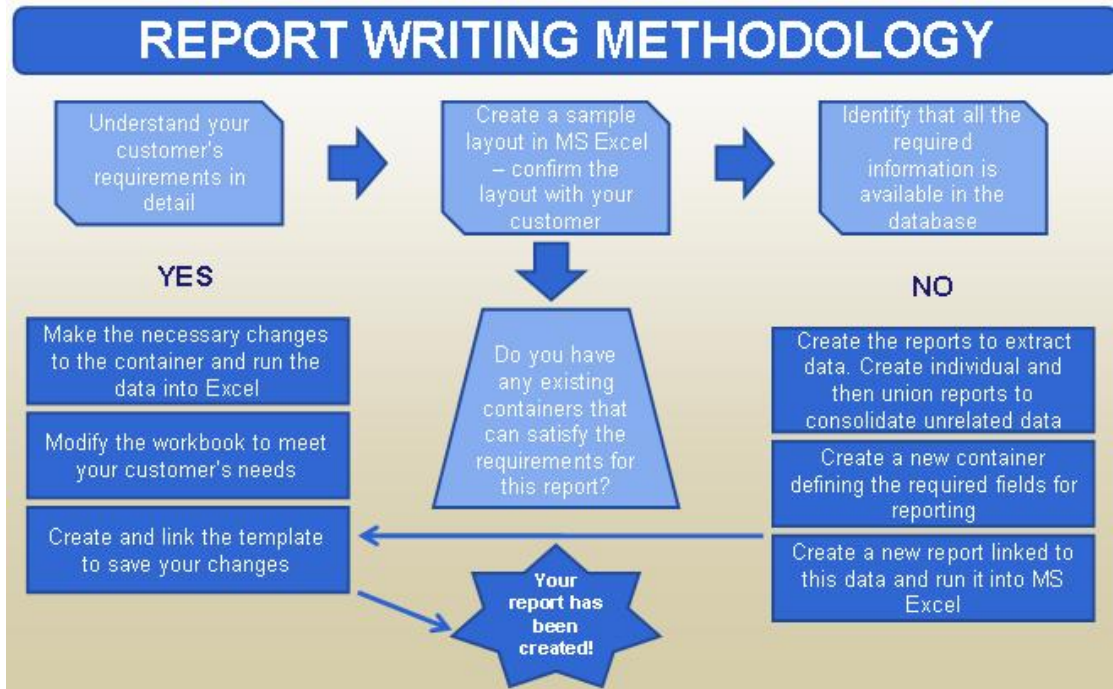 REPORT WRITING METHODOLOGY
Understand your
customer's
requirements in
detail
Create a sample
layout in MS Excel
– confirm the
layout with your
customer
Identify that all the
required
information is
available in the
database
YES
Make the necessary changes
to the container and run the
data into Excel
Modify the workbook to meet
your customer's needs
Create and link the template
to save your changes
Do you have
any existing
containers that
can satisfy the
requirements for
this report?
NO
Create the reports to extract
data. Create individual and
then union reports to
consolidate unrelated data
Create a new container
defining the required fields for
reporting
Create a new report linked to
this data and run it into MS
Excel
Your
report has
been
created!